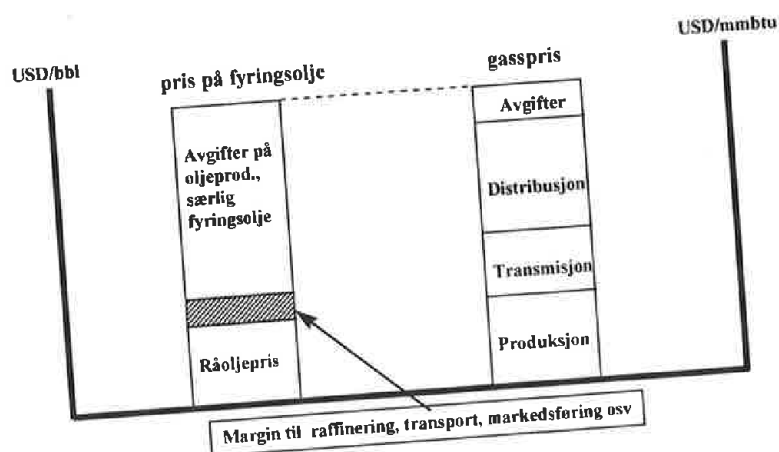 USD/bbl
USD/mmbtu
pris på fyringsolje
gasspris
Avgifter på
oljeprod.,
særlig
fyringsolje
Råoljepris
Avgifter
Distribusjon
Transmisjon
Produksjon
Margin til raffinering, transport, markedsføring osv